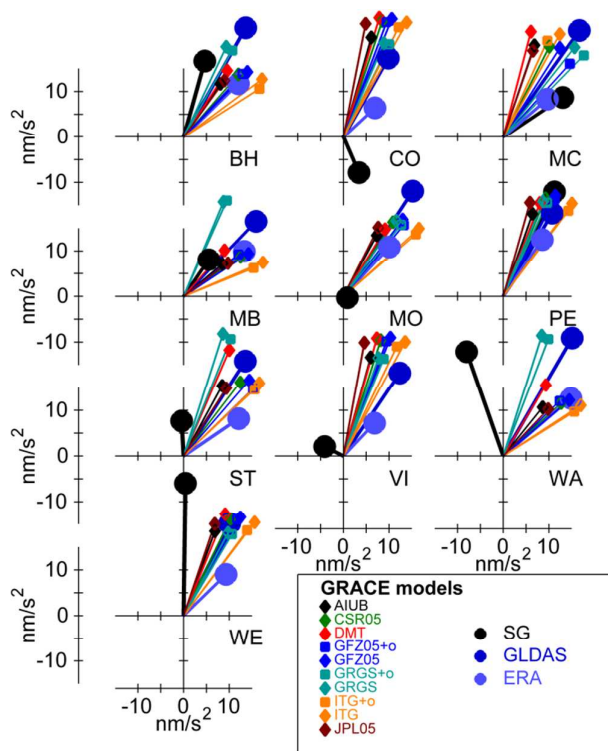 nm/s²
10
0
-10
BH
CO
MC
nm/s²
10
0
-10
MB
MO
PE
nm/s²
10
0
-10
ST
VI
WA
nm/s²
10
0
-10
WE
-10 0 10
nm/s²
-10 0 10
nm/s²
-10 0 10
nm/s²
GRACE models
AIUB
CSR05
DMT
GFZ05+o
GFZ05
GRGS+o
GRGS
ITG+o
ITG
JPL05
SG
GLDAS
ERA